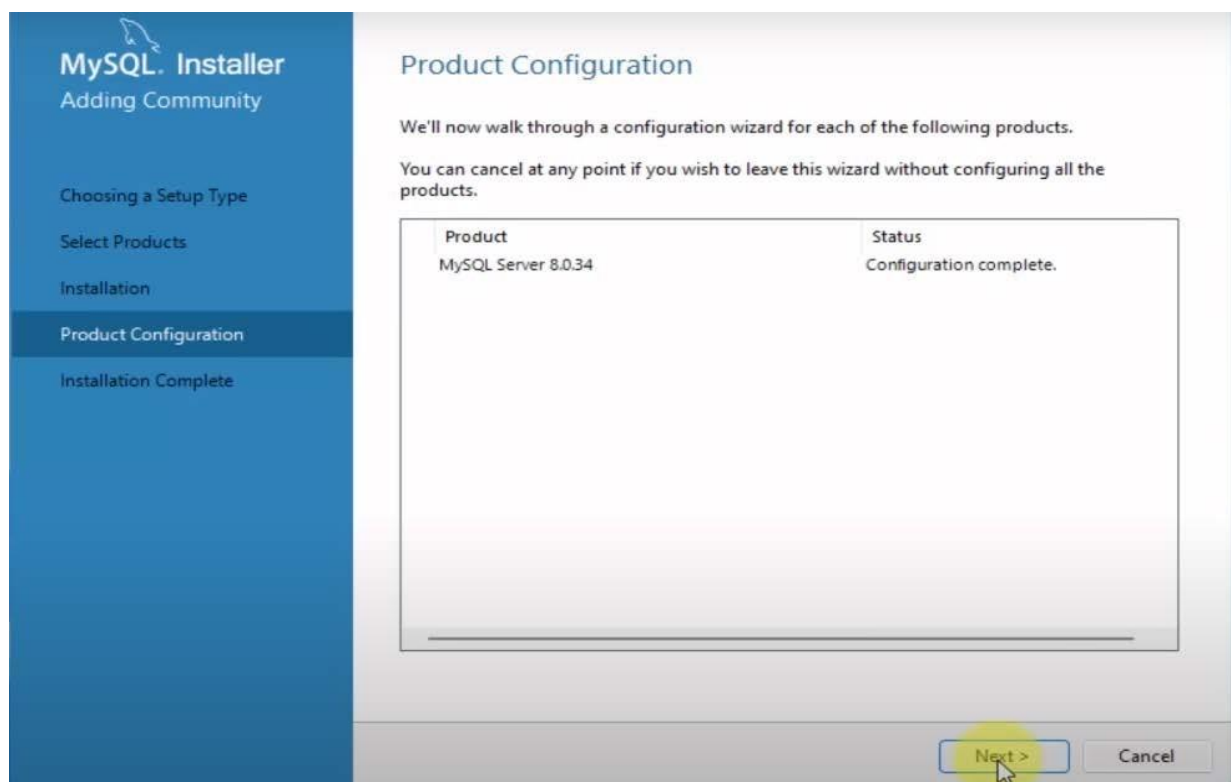 MySQL. Installer
Adding Community
Choosing a Setup Type
Select Products
Installation
Product Configuration
Installation Complete
Product Configuration
We'll now walk through a configuration wizard for each of the following products.
You can cancel at any point if you wish to leave this wizard without configuring all the
products.
Product Status
MySQL Server 8.0.34 Configuration complete.
Next > Cancel